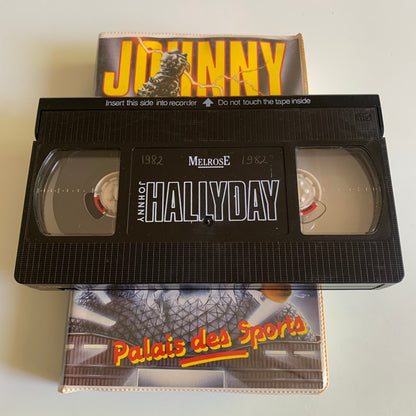 JOHNNY
Insert this side into recorder Do not touch the tape inside
1982 MELROSE 1982
JOHNNY
HALLYDAY
Palais des Sports